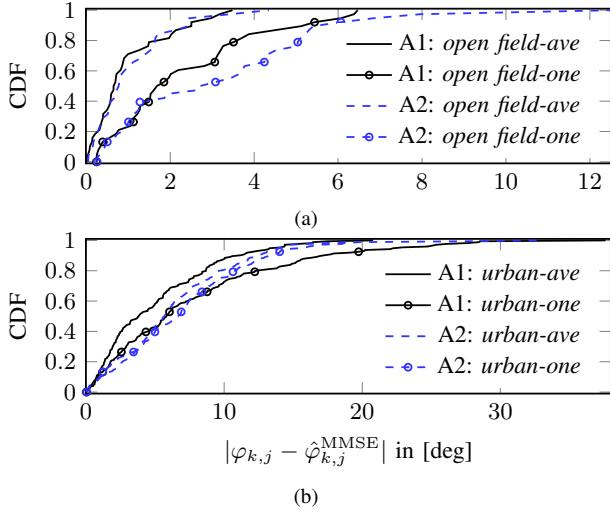 1
0.8
0.6
0.4
0.2
0
CDF
A1: open field-ave
A1: open field-one
A2: open field-ave
A2: open field-one
0 2 4 6 8 10 12
(a)
1
0.8
0.6
0.4
0.2
0
CDF
A1: urban-ave
A1: urban-one
A2: urban-ave
A2: urban-one
0 10 20 30
|φ_{k,j} − φ̂_{k,j}^{MMSE}| in [deg]
(b)